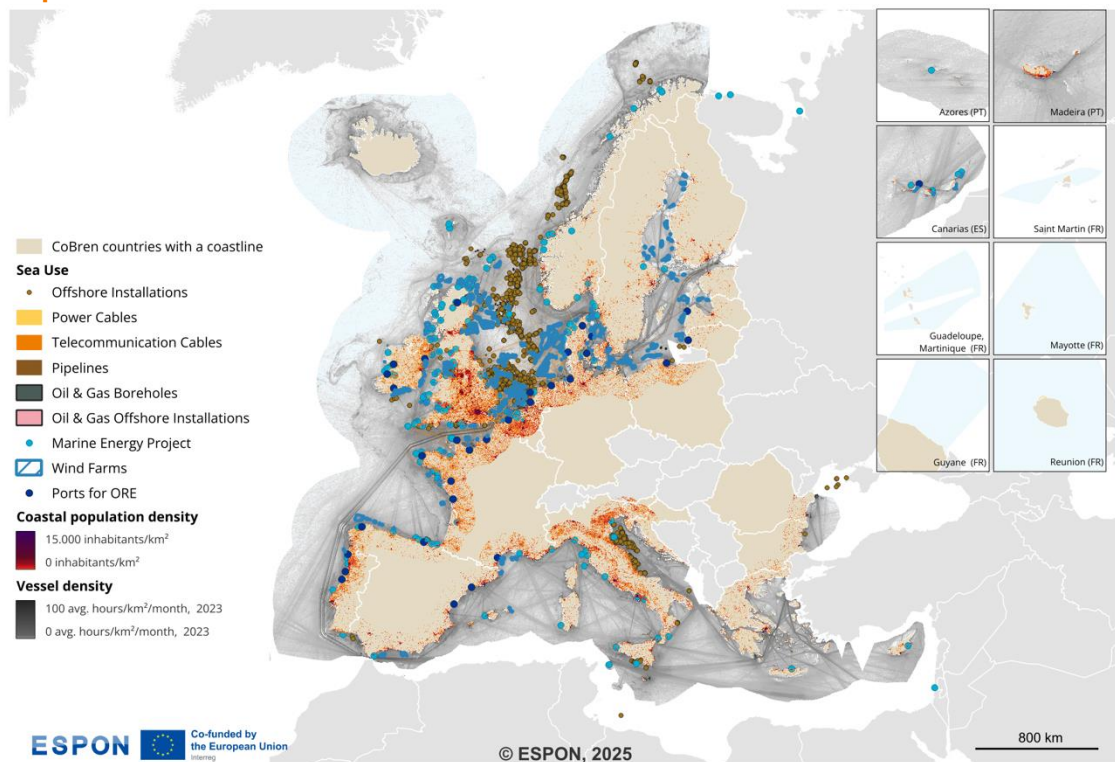 CoBren countries with a coastline
Sea Use
Offshore Installations
Power Cables
Telecommunication Cables
Pipelines
Oil & Gas Boreholes
Oil & Gas Offshore Installations
Marine Energy Project
Wind Farms
Ports for ORE
Coastal population density
15.000 inhabitants/km²
0 inhabitants/km²
Vessel density
100 avg. hours/km²/month, 2023
0 avg. hours/km²/month, 2023
Azores (PT)
Madeira (PT)
Canarias (ES)
Saint Martin (FR)
Guadeloupe,
Martinique (FR)
Mayotte (FR)
Guyane (FR)
Reunion (FR)
ESPON
Co-funded by
the European Union
Interreg
© ESPON, 2025
800 km